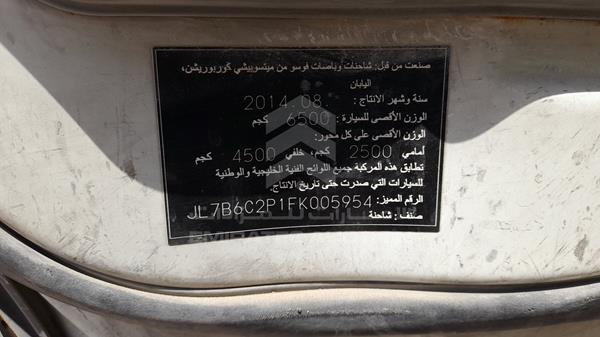 صنعت من قبل: شاحنات وباصات فوسو من ميتسوبيشي كوربوريشن،
اليابان
سنة وشهر الانتاج : 2014.08
الوزن الأقصى للسيارة : 6500 كجم
الوزن الأقصى على كل محور:
أمامي 2500 كجم، خلفي 4500 كجم
تطابق هذه المركبة جميع اللوائح الفنية الخليجية والوطنية
للسيارات التي صدرت حتى تاريخ الانتاج.
الرقم المميز: JL7B6C2P1FK005954
صنف : شاحنة